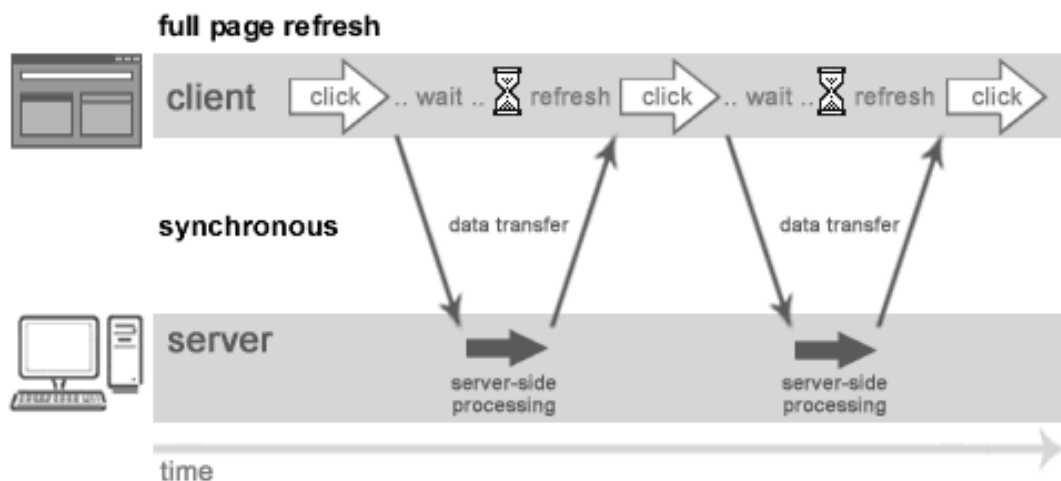 full page refresh
client click .. wait .. refresh click .. wait .. refresh click
synchronous data transfer data transfer
server
server-side server-side
processing processing
time